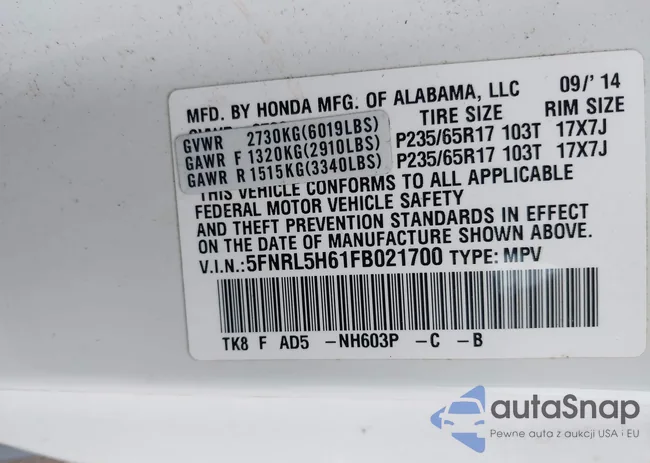 MFD. BY HONDA MFG. OF ALABAMA, LLC 09/' 14
TIRE SIZE RIM SIZE
GVWR 2730KG(6019LBS)
GAWR F 1320KG(2910LBS) P235/65R17 103T 17X7J
GAWR R 1515KG(3340LBS) P235/65R17 103T 17X7J
THIS VEHICLE CONFORMS TO ALL APPLICABLE
FEDERAL MOTOR VEHICLE SAFETY
AND THEFT PREVENTION STANDARDS IN EFFECT
ON THE DATE OF MANUFACTURE SHOWN ABOVE.
V.I.N.:5FNRL5H61FB021700 TYPE: MPV
TK8 F AD5 -NH603P -C -B
autaSnap
Pewne auta z aukcji USA i EU